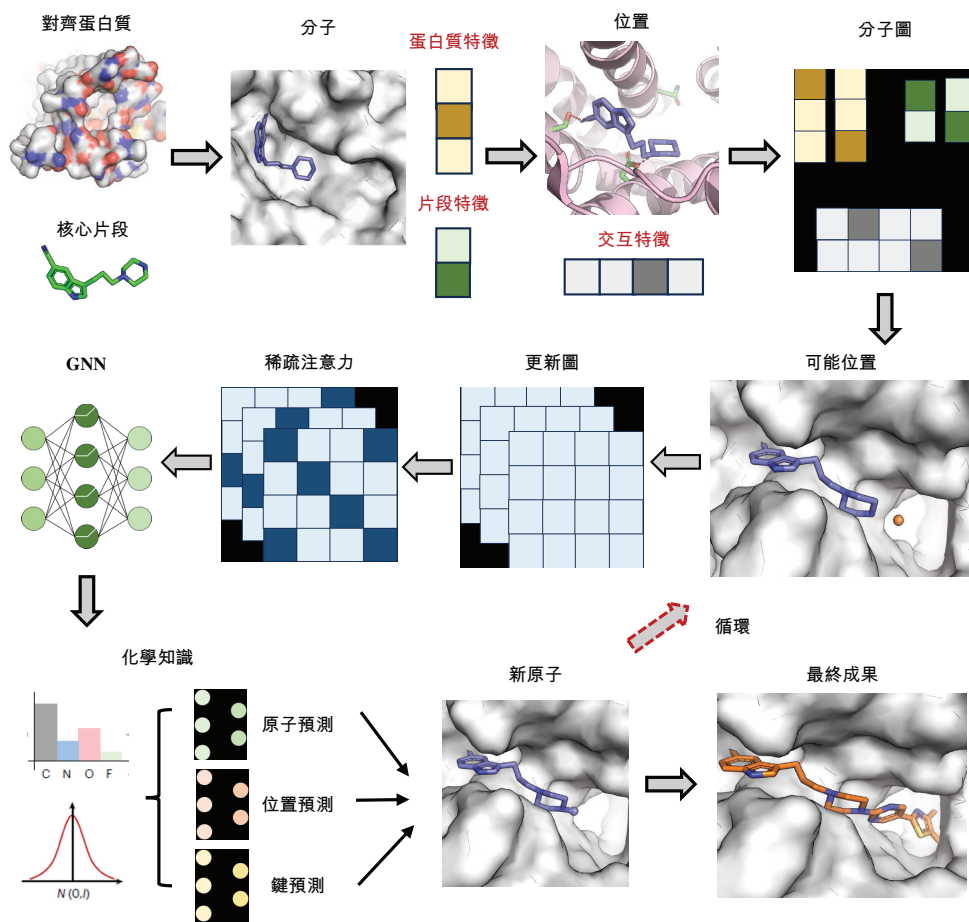 對齊蛋白質
分子
蛋白質特徵
位置
分子圖
核心片段
片段特徵
交互特徵
GNN
稀疏注意力
更新圖
可能位置
循環
化學知識
新原子
最終成果
原子預測
C N O F
位置預測
鍵預測
N (0,I)